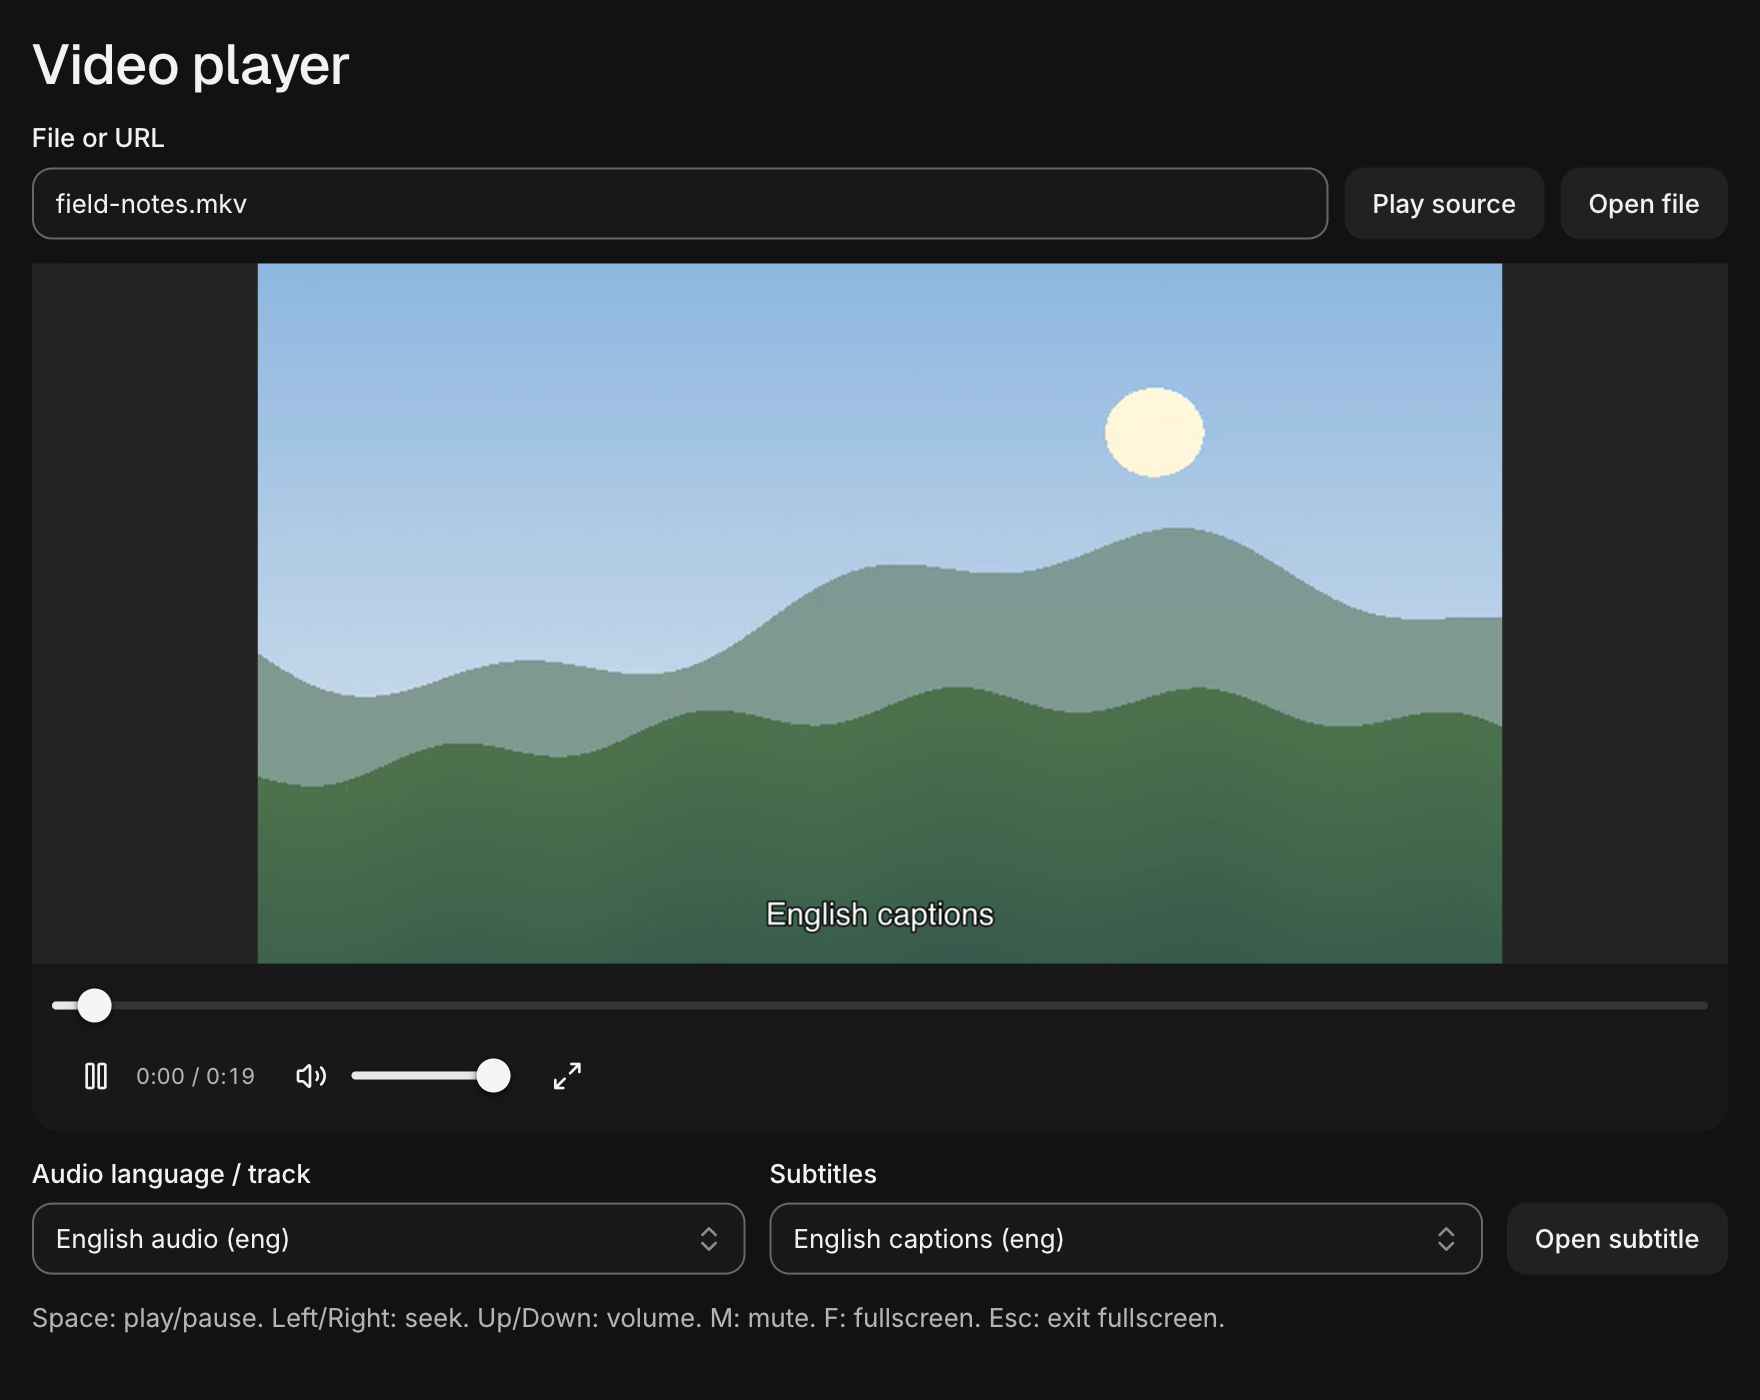 Video player
File or URL
field-notes.mkv
Play source
Open file
English captions
0:00 / 0:19
Audio language / track
Subtitles
English audio (eng)
English captions (eng)
Open subtitle
Space: play/pause. Left/Right: seek. Up/Down: volume. M: mute. F: fullscreen. Esc: exit fullscreen.